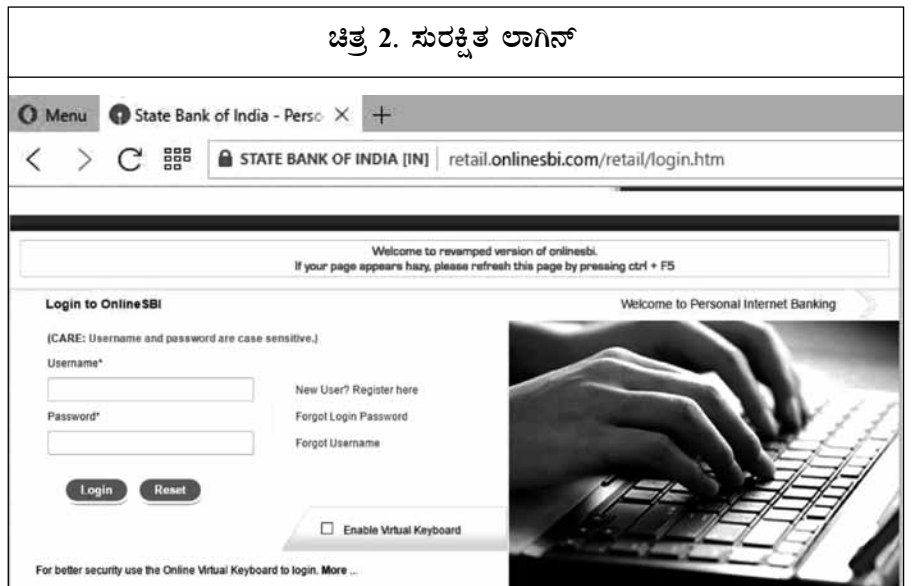 ಚಿತ್ರ 2. ಸುರಕ್ಷಿತ ಲಾಗಿನ್
Menu State Bank of India - Perso
STATE BANK OF INDIA [IN] retail.onlinesbi.com/retail/login.htm
Welcome to revamped version of onlinesbi.
If your page appears hazy, please refresh this page by pressing ctrl + F5
Login to OnlineSBI
Welcome to Personal Internet Banking
(CARE: Username and password are case sensitive.)
Username*
New User? Register here
Password*
Forgot Login Password
Forgot Username
Login Reset
Enable Virtual Keyboard
For better security use the Online Virtual Keyboard to login. More ...